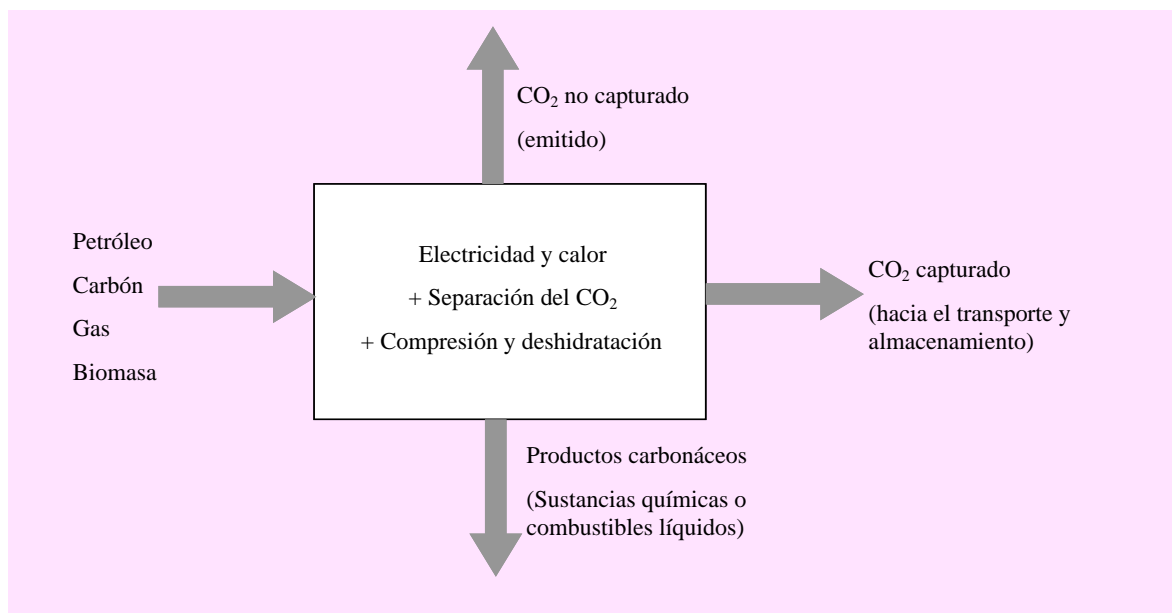 CO₂ no capturado
(emitido)
Petróleo
Carbón
Gas
Biomasa
Electricidad y calor
+ Separación del CO₂
+ Compresión y deshidratación
CO₂ capturado
(hacia el transporte y
almacenamiento)
Productos carbonáceos
(Sustancias químicas o
combustibles líquidos)